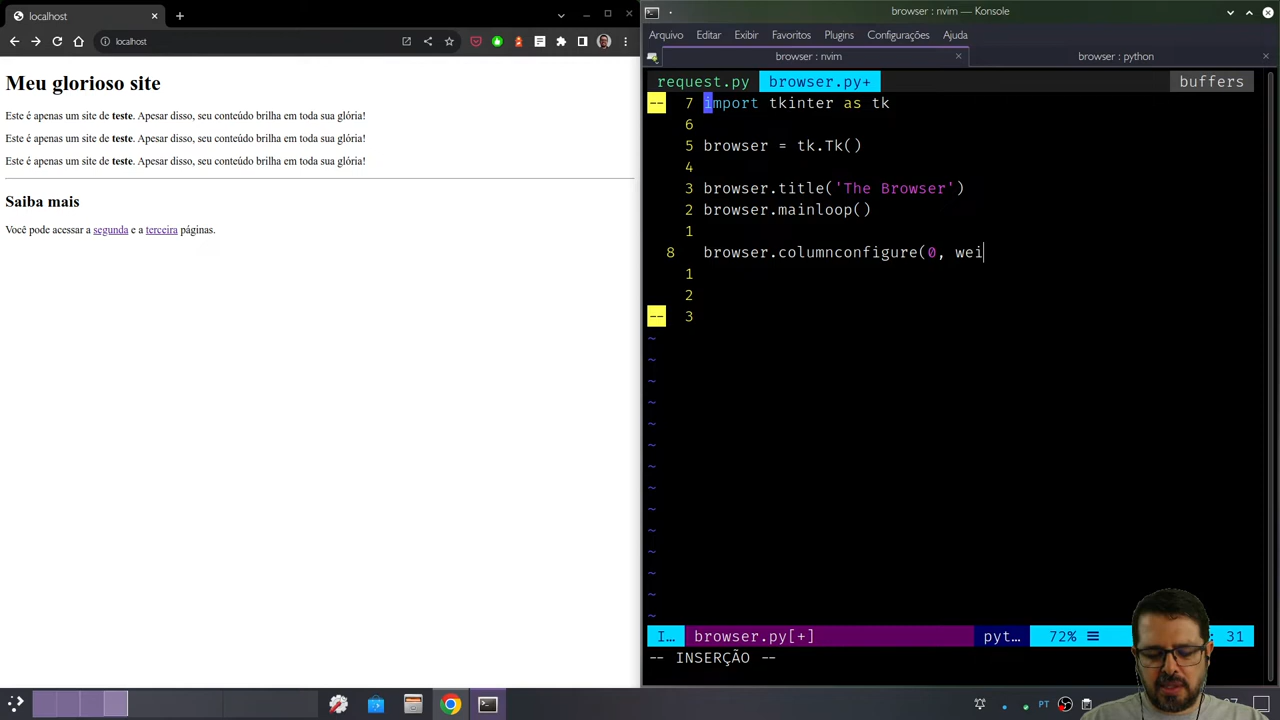 localhost
localhost
Meu glorioso site
Este é apenas um site de teste. Apesar disso, seu conteúdo brilha em toda sua glória!
Este é apenas um site de teste. Apesar disso, seu conteúdo brilha em toda sua glória!
Este é apenas um site de teste. Apesar disso, seu conteúdo brilha em toda sua glória!
Saiba mais
Você pode acessar a segunda e a terceira páginas.
browser : nvim — Konsole
Arquivo Editar Exibir Favoritos Plugins Configurações Ajuda
browser : nvim
browser : python
request.py browser.py+ buffers
-- 7 import tkinter as tk
6
5 browser = tk.Tk()
4
3 browser.title('The Browser')
2 browser.mainloop()
1
8 browser.columnconfigure(0, wei
1
2
-- 3
~
~
~
~
~
~
~
~
~
~
~
~
~
~
I… browser.py[+] pyt… 72% : 31
-- INSERÇÃO --
PT